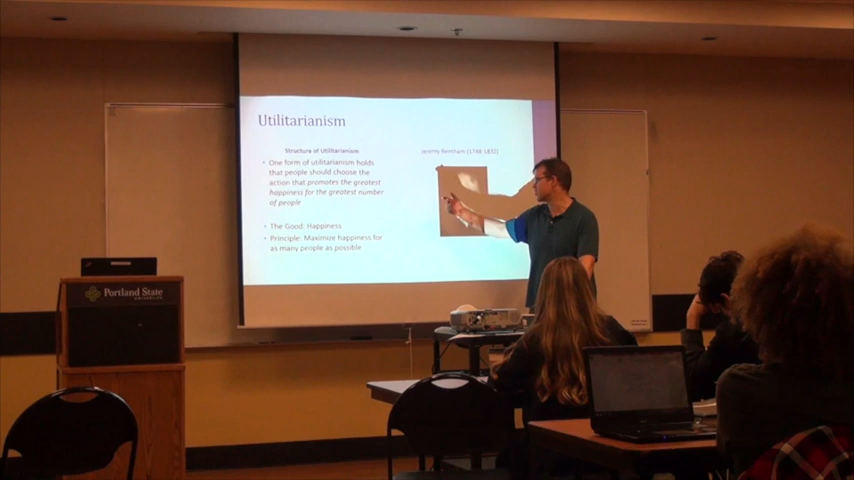 Utilitarianism
Structure of Utilitarianism
• One form of utilitarianism holds
that people should choose the
action that promotes the greatest
happiness for the greatest number
of people
• The Good: Happiness
• Principle: Maximize happiness for
as many people as possible
Jeremy Bentham (1748-1832)
Portland State
UNIVERSITY